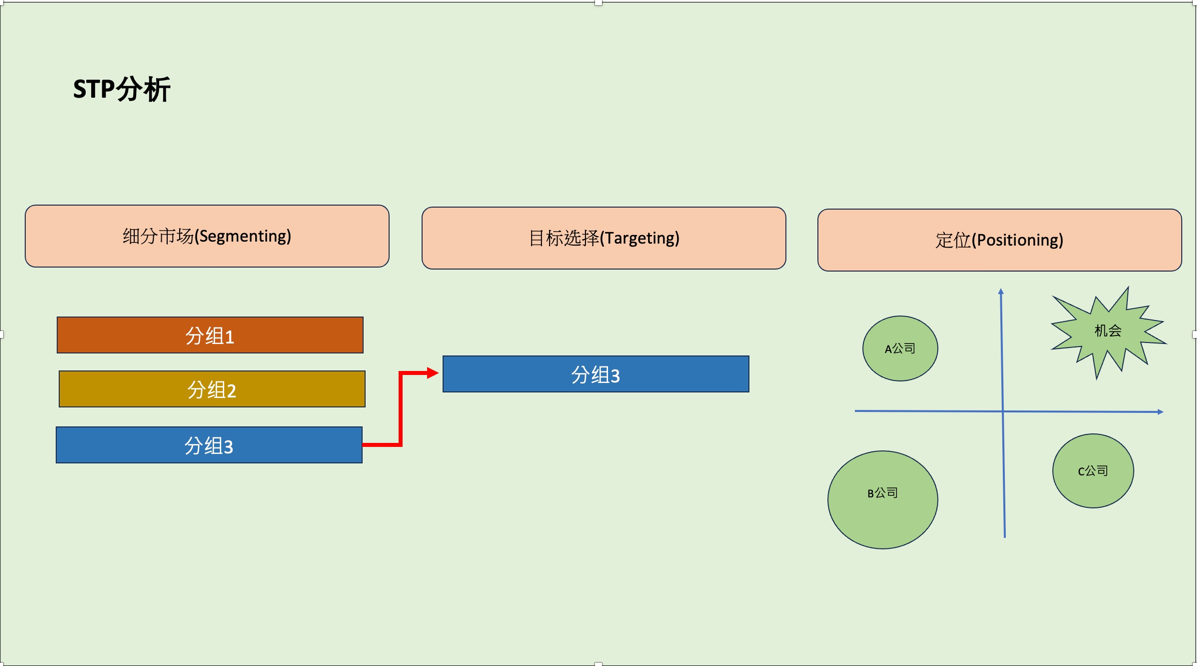 STP分析
细分市场(Segmenting)
目标选择(Targeting)
定位(Positioning)
分组1
分组2
分组3
分组3
A公司
机会
B公司
C公司